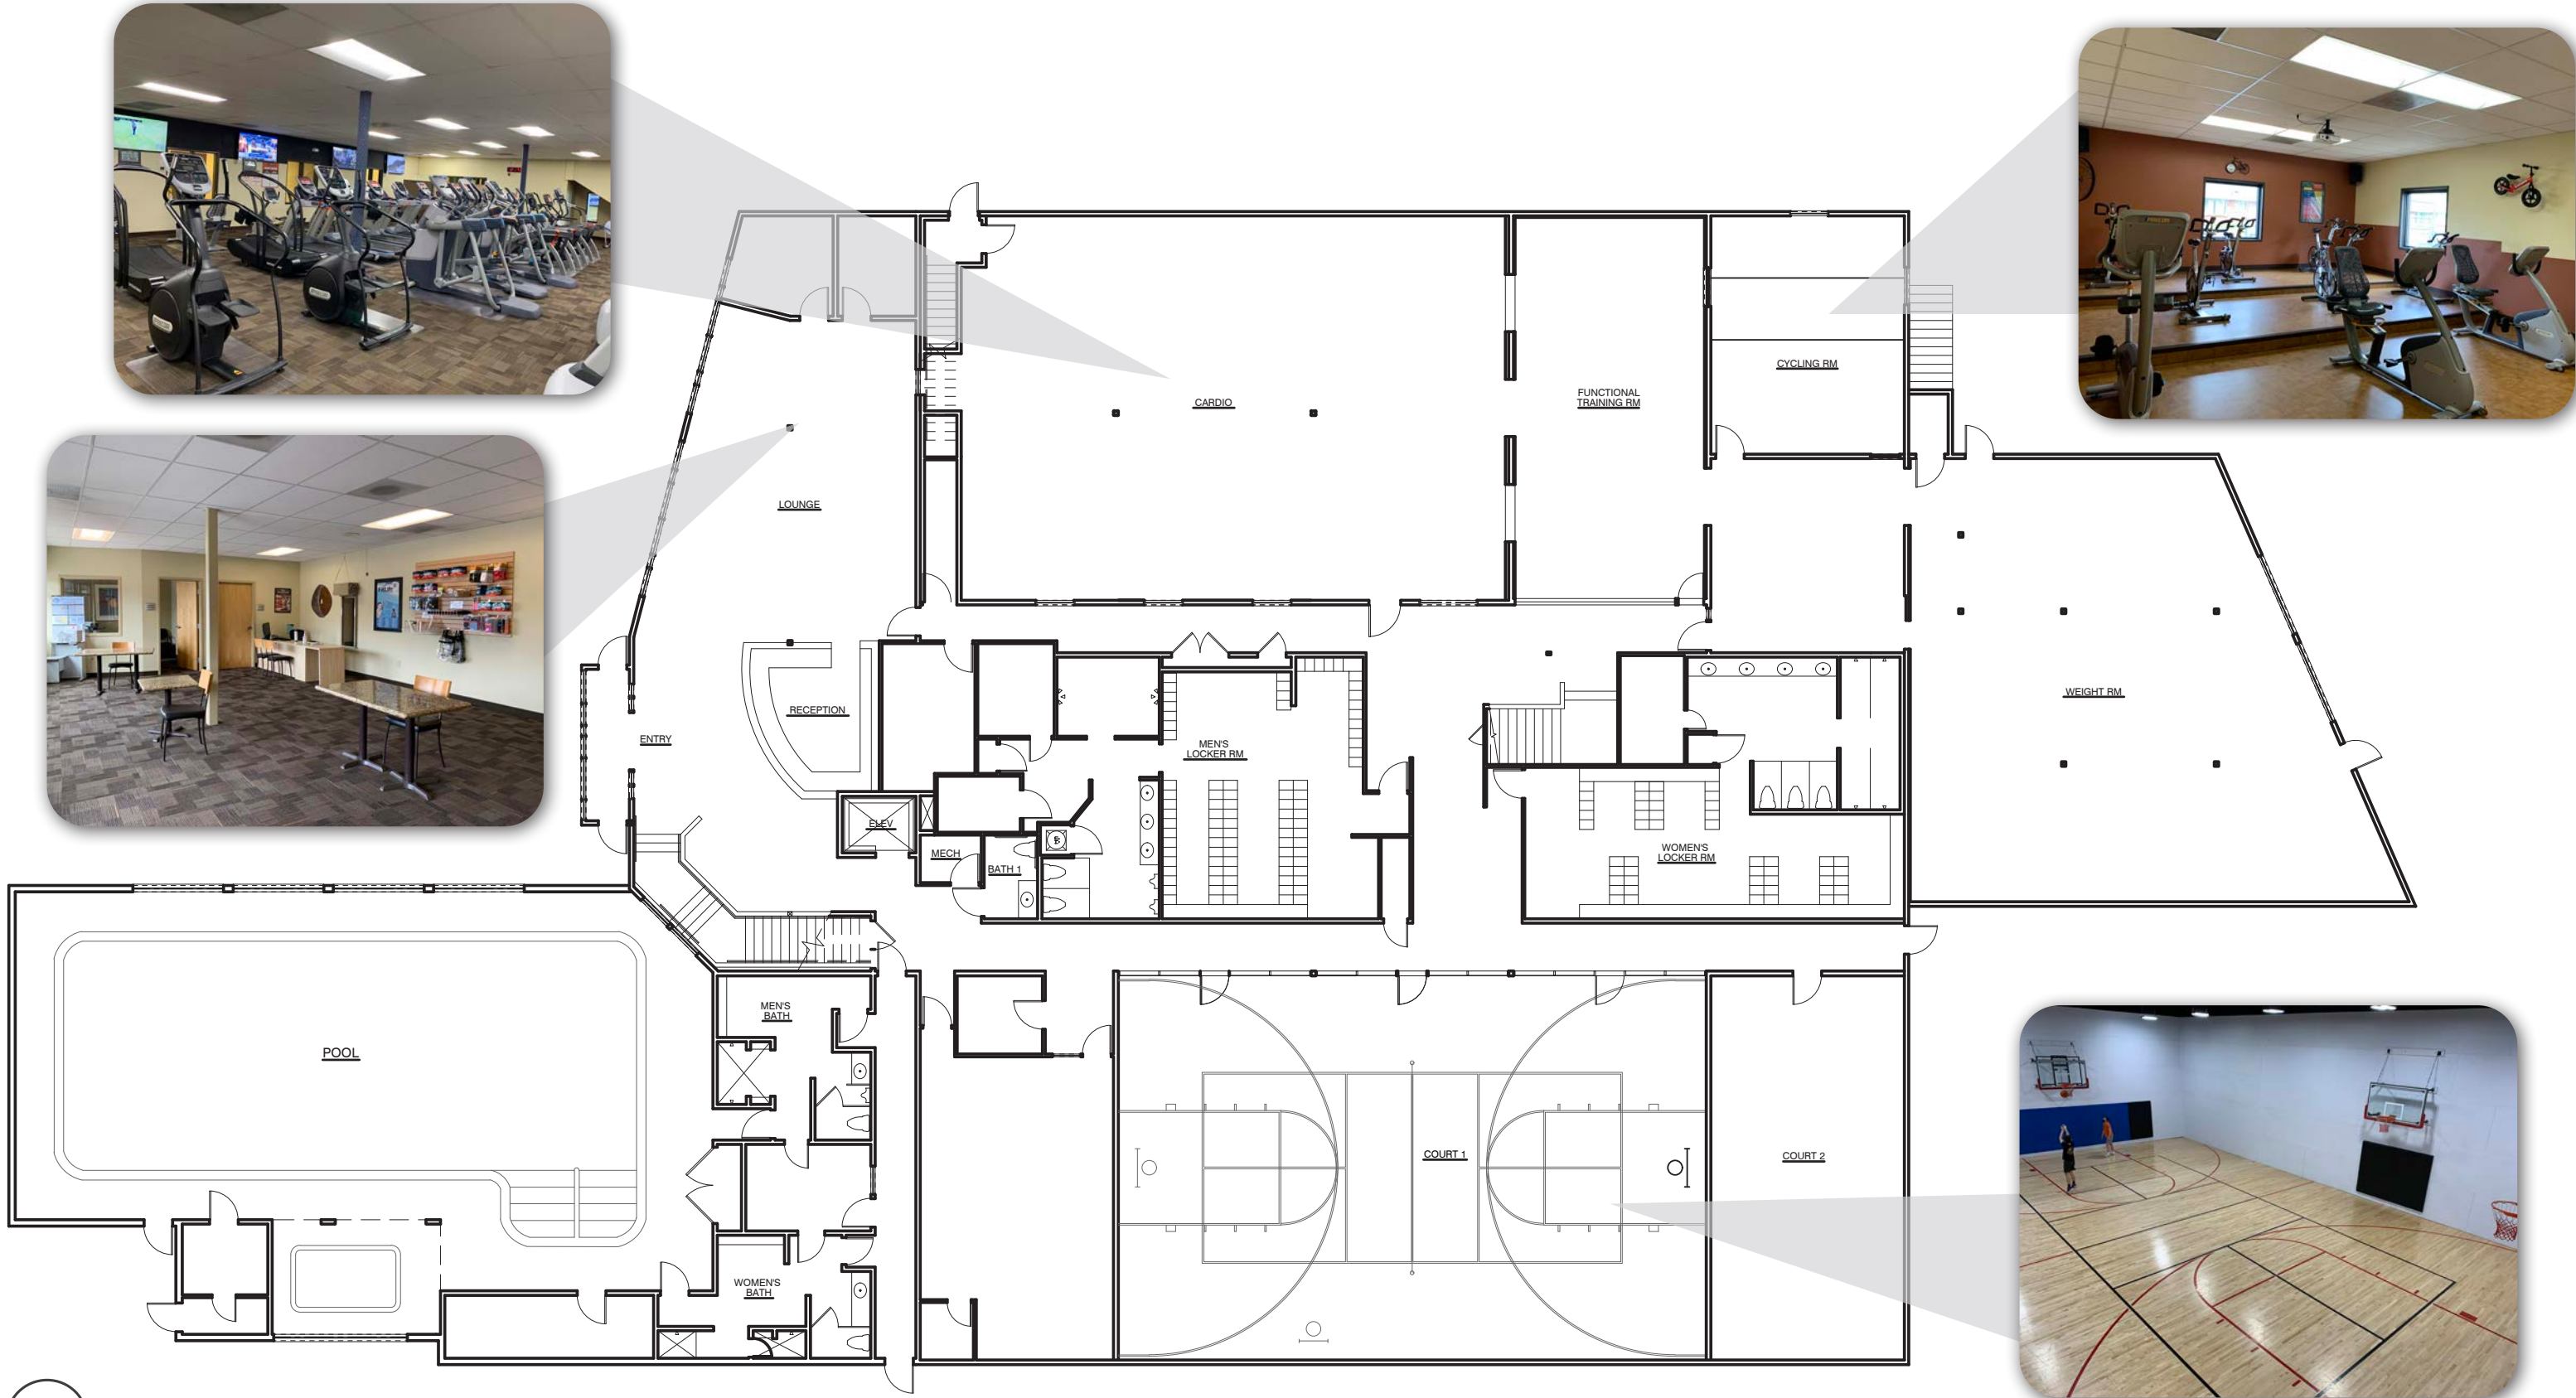 CARDIO
FUNCTIONAL
TRAINING RM
CYCLING RM
LOUNGE
RECEPTION
ENTRY
MEN'S
LOCKER RM
WEIGHT RM
ELEV
MECH
BATH 1
WOMEN'S
LOCKER RM
MEN'S
BATH
POOL
COURT 1
COURT 2
WOMEN'S
BATH